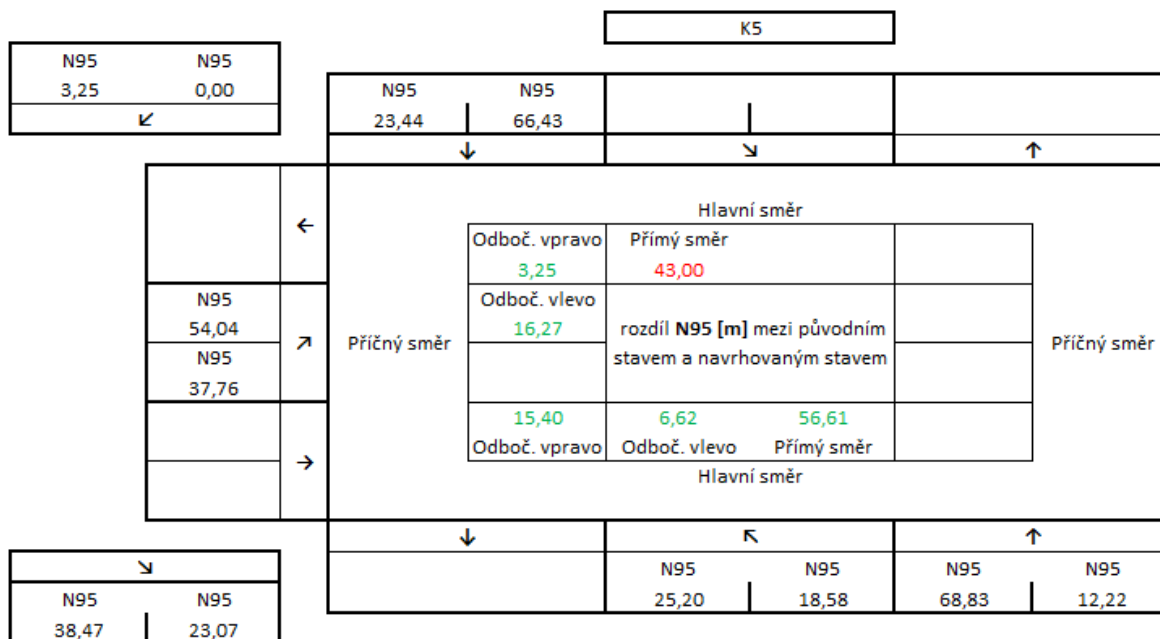 K5
N95 N95
3,25 0,00
↙
N95 N95
23,44 66,43
↓ ↘ ↑
Hlavní směr
←
Odboč. vpravo Přímý směr
3,25 43,00
N95
54,04
N95
37,76
↗
Příčný směr
Odboč. vlevo
16,27
rozdíl N95 [m] mezi původním
stavem a navrhovaným stavem
Příčný směr
15,40 6,62 56,61
Odboč. vpravo Odboč. vlevo Přímý směr
→
Hlavní směr
↓ ↖ ↑
N95 N95 N95 N95
25,20 18,58 68,83 12,22
↘
N95 N95
38,47 23,07